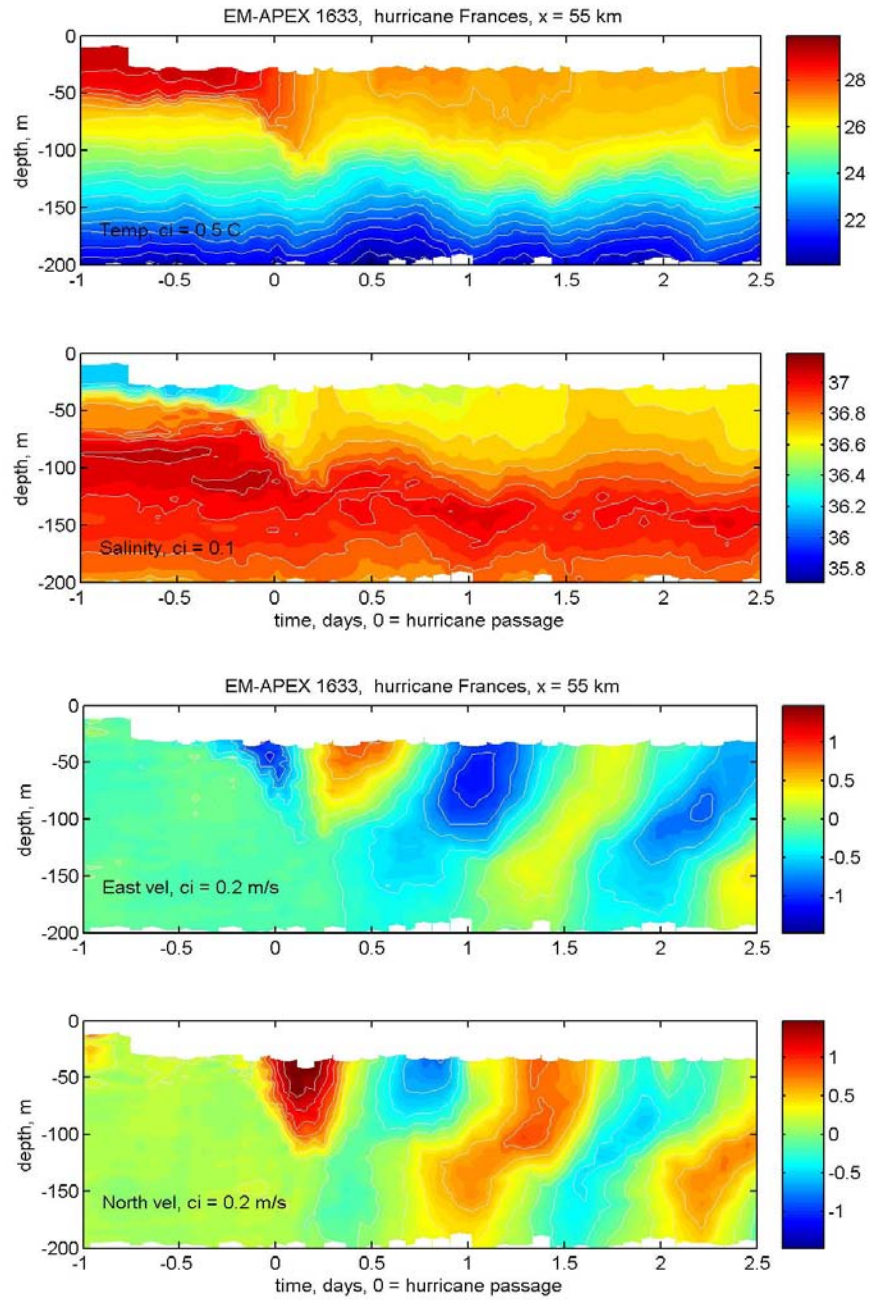 EM-APEX 1633, hurricane Frances, x = 55 km
0
-50
-100
-150
-200
depth, m
Temp, ci = 0.5 C
-1 -0.5 0 0.5 1 1.5 2 2.5
28
26
24
22
0
-50
-100
-150
-200
depth, m
Salinity, ci = 0.1
-1 -0.5 0 0.5 1 1.5 2 2.5
time, days, 0 = hurricane passage
37
36.8
36.6
36.4
36.2
36
35.8
EM-APEX 1633, hurricane Frances, x = 55 km
0
-50
-100
-150
-200
depth, m
East vel, ci = 0.2 m/s
-1 -0.5 0 0.5 1 1.5 2 2.5
1
0.5
0
-0.5
-1
0
-50
-100
-150
-200
depth, m
North vel, ci = 0.2 m/s
-1 -0.5 0 0.5 1 1.5 2 2.5
time, days, 0 = hurricane passage
1
0.5
0
-0.5
-1